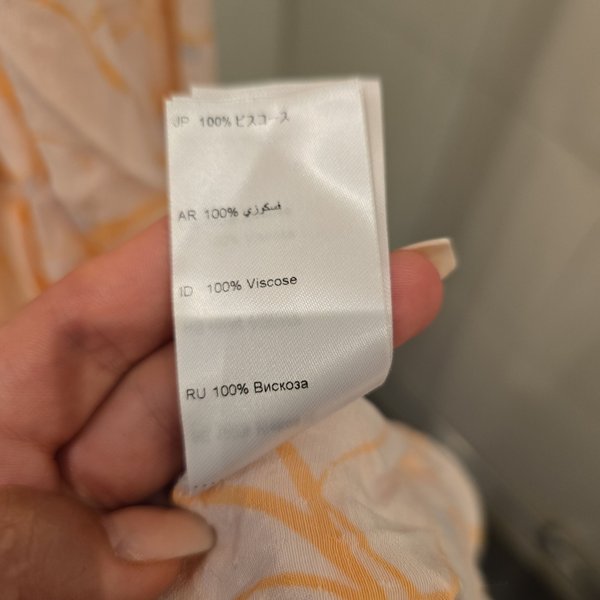 JP 100% ビスコース
AR 100% فسكوزي
ID 100% Viscose
RU 100% Вискоза